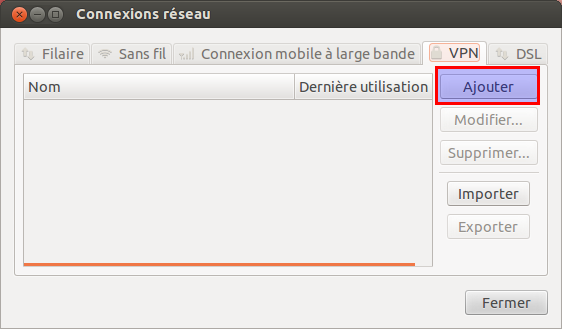 Connexions réseau
Filaire Sans fil Connexion mobile à large bande VPN DSL
Nom Dernière utilisation
Ajouter
Modifier...
Supprimer...
Importer
Exporter
Fermer